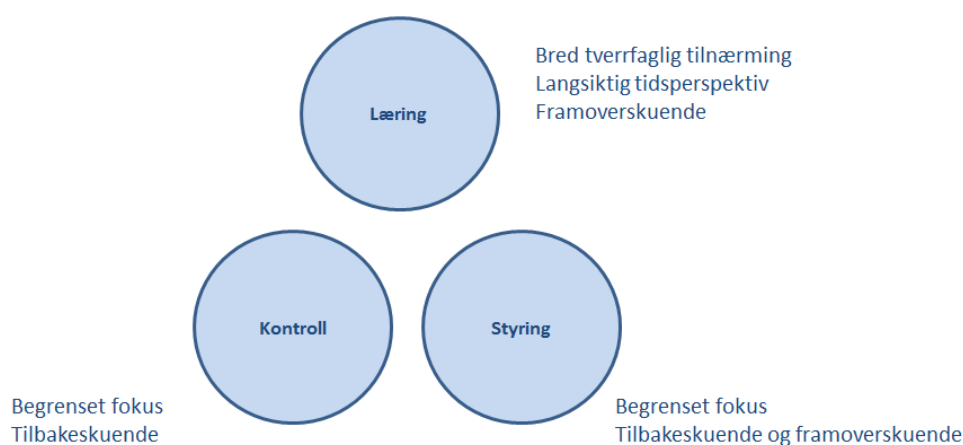 Læring
Bred tverrfaglig tilnærming
Langsiktig tidsperspektiv
Framoverskuende
Kontroll
Styring
Begrenset fokus
Tilbakeskuende
Begrenset fokus
Tilbakeskuende og framoverskuende